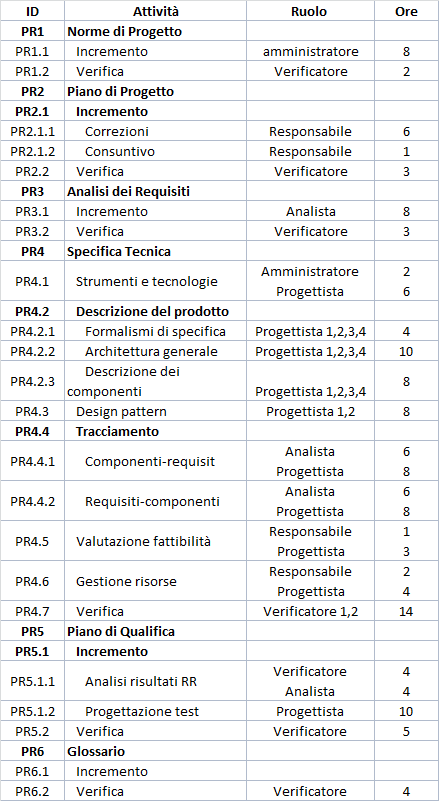 ID Attività Ruolo Ore
PR1 Norme di Progetto
PR1.1 Incremento amministratore 8
PR1.2 Verifica Verificatore 2
PR2 Piano di Progetto
PR2.1 Incremento
PR2.1.1 Correzioni Responsabile 6
PR2.1.2 Consuntivo Responsabile 1
PR2.2 Verifica Verificatore 3
PR3 Analisi dei Requisiti
PR3.1 Incremento Analista 8
PR3.2 Verifica Verificatore 3
PR4 Specifica Tecnica
PR4.1 Strumenti e tecnologie Amministratore 2
Progettista 6
PR4.2 Descrizione del prodotto
PR4.2.1 Formalismi di specifica Progettista 1,2,3,4 4
PR4.2.2 Architettura generale Progettista 1,2,3,4 10
PR4.2.3 Descrizione dei
componenti Progettista 1,2,3,4 8
PR4.3 Design pattern Progettista 1,2 8
PR4.4 Tracciamento
PR4.4.1 Componenti-requisit Analista 6
Progettista 8
PR4.4.2 Requisiti-componenti Analista 6
Progettista 8
PR4.5 Valutazione fattibilità Responsabile 1
Progettista 3
PR4.6 Gestione risorse Responsabile 2
Progettista 4
PR4.7 Verifica Verificatore 1,2 14
PR5 Piano di Qualifica
PR5.1 Incremento
PR5.1.1 Analisi risultati RR Verificatore 4
Analista 4
PR5.1.2 Progettazione test Progettista 10
PR5.2 Verifica Verificatore 5
PR6 Glossario
PR6.1 Incremento
PR6.2 Verifica Verificatore 4